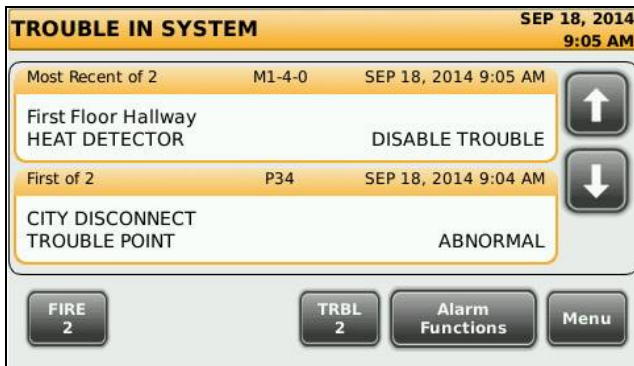 TROUBLE IN SYSTEM
SEP 18, 2014
9:05 AM
Most Recent of 2 M1-4-0 SEP 18, 2014 9:05 AM
First Floor Hallway
HEAT DETECTOR DISABLE TROUBLE
First of 2 P34 SEP 18, 2014 9:04 AM
CITY DISCONNECT
TROUBLE POINT ABNORMAL
FIRE
2
TRBL
2
Alarm
Functions
Menu